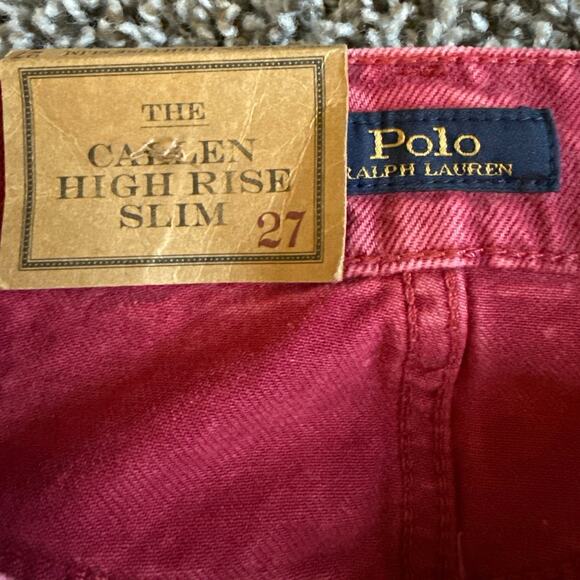 THE
CALLEN
HIGH RISE
SLIM
27
Polo
RALPH LAUREN